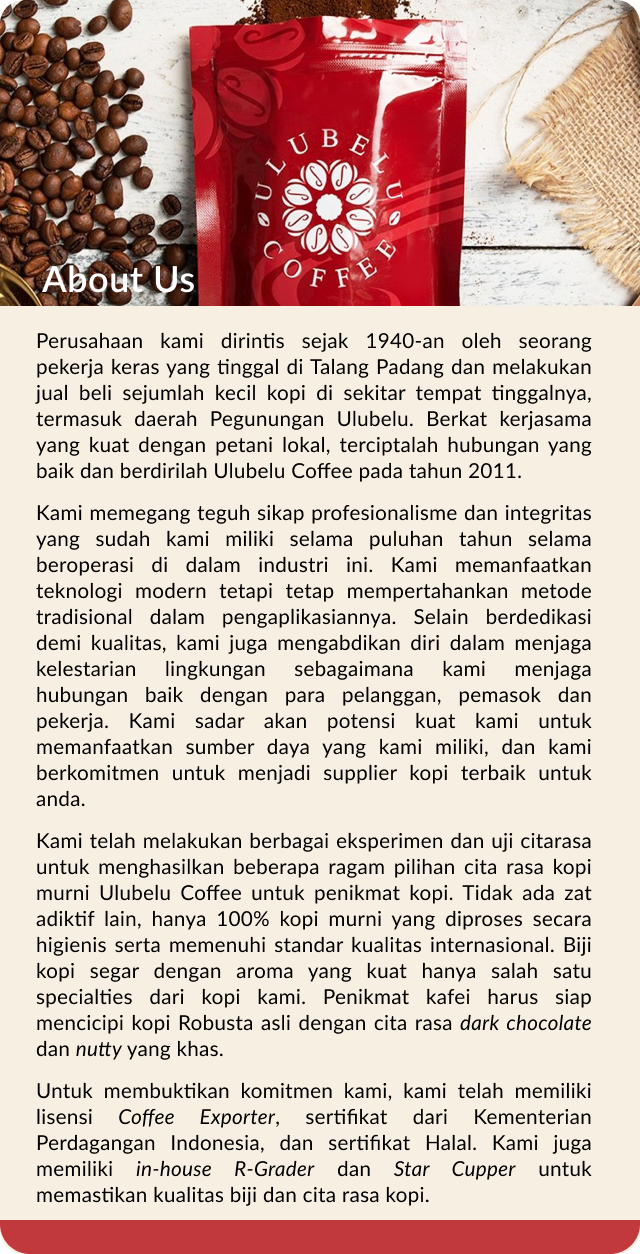 ULUBELU
COFFEE
About Us
Perusahaan kami dirintis sejak 1940-an oleh seorang
pekerja keras yang tinggal di Talang Padang dan melakukan
jual beli sejumlah kecil kopi di sekitar tempat tinggalnya,
termasuk daerah Pegunungan Ulubelu. Berkat kerjasama
yang kuat dengan petani lokal, terciptalah hubungan yang
baik dan berdirilah Ulubelu Coffee pada tahun 2011.
Kami memegang teguh sikap profesionalisme dan integritas
yang sudah kami miliki selama puluhan tahun selama
beroperasi di dalam industri ini. Kami memanfaatkan
teknologi modern tetapi tetap mempertahankan metode
tradisional dalam pengaplikasiannya. Selain berdedikasi
demi kualitas, kami juga mengabdikan diri dalam menjaga
kelestarian lingkungan sebagaimana kami menjaga
hubungan baik dengan para pelanggan, pemasok dan
pekerja. Kami sadar akan potensi kuat kami untuk
memanfaatkan sumber daya yang kami miliki, dan kami
berkomitmen untuk menjadi supplier kopi terbaik untuk
anda.
Kami telah melakukan berbagai eksperimen dan uji citarasa
untuk menghasilkan beberapa ragam pilihan cita rasa kopi
murni Ulubelu Coffee untuk penikmat kopi. Tidak ada zat
adiktif lain, hanya 100% kopi murni yang diproses secara
higienis serta memenuhi standar kualitas internasional. Biji
kopi segar dengan aroma yang kuat hanya salah satu
specialties dari kopi kami. Penikmat kafei harus siap
mencicipi kopi Robusta asli dengan cita rasa dark chocolate
dan nutty yang khas.
Untuk membuktikan komitmen kami, kami telah memiliki
lisensi Coffee Exporter, sertifikat dari Kementerian
Perdagangan Indonesia, dan sertifikat Halal. Kami juga
memiliki in-house R-Grader dan Star Cupper untuk
memastikan kualitas biji dan cita rasa kopi.